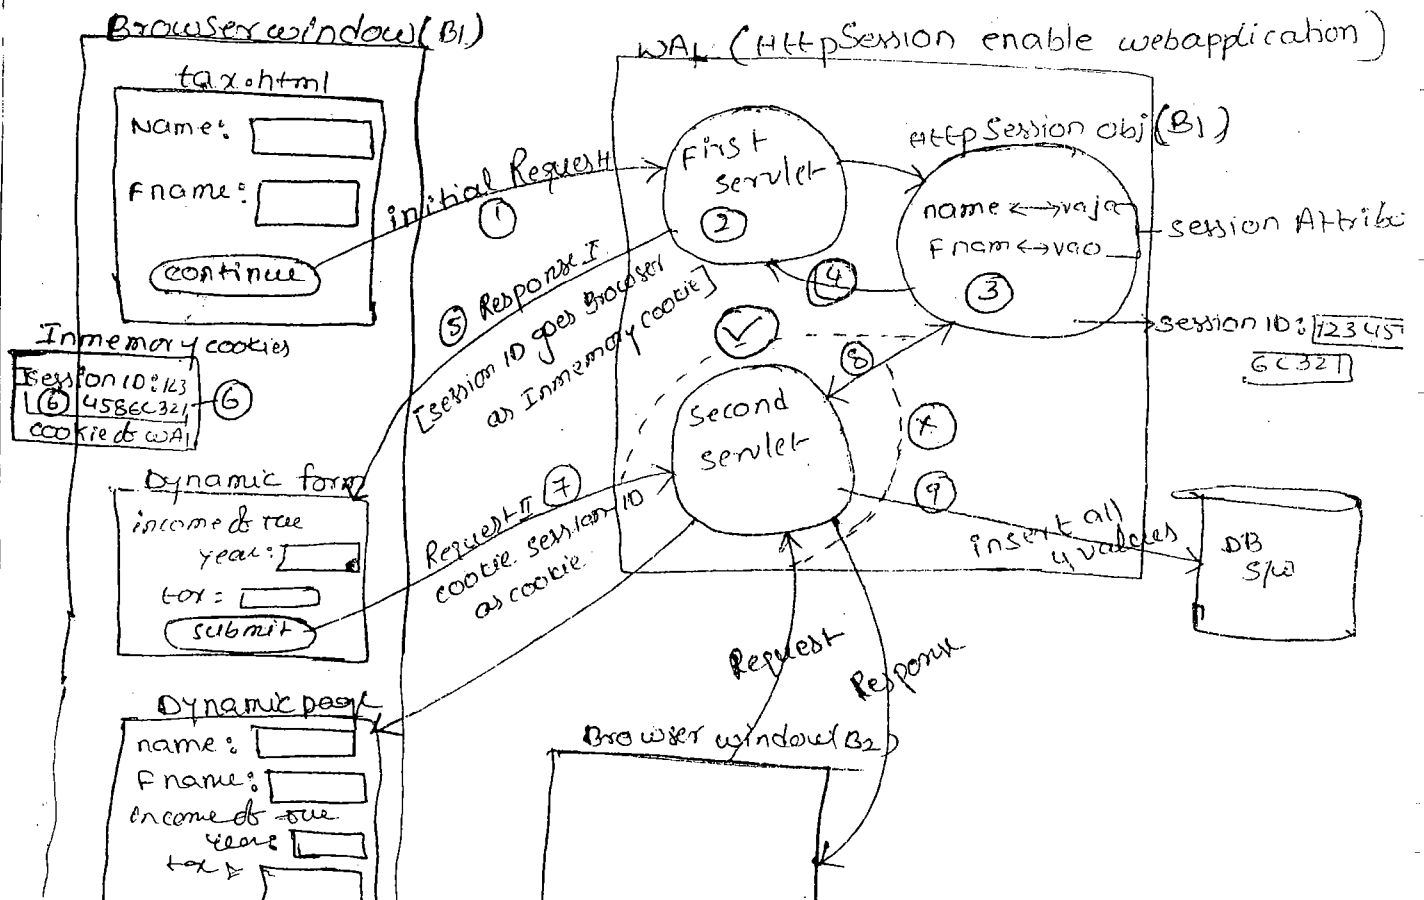 Browser window(B1)
WA1 (HttpSession enable webapplication)
tax.html
Name:
Fname:
continue
initial Request
1
First
servlet
2
HttpSession obj(B1)
name <-> raja
Fnam <-> rao
3
session Attribu
session ID: 12345
6C321
4
5 Response I
[session ID goes Browser
as Inmemory cookie]
Inmemory cookies
session ID: 123
6 4586C321
6
cookie of WA1
8
second
servlet
x
9
insert all
4 values
DB
S/w
Dynamic form
income of the
year:
tax:
submit
Request II 7
cookie session ID
as cookie
Request
Response
Dynamic page
name:
Fname:
income of the
year:
tax
Browser window(B2)